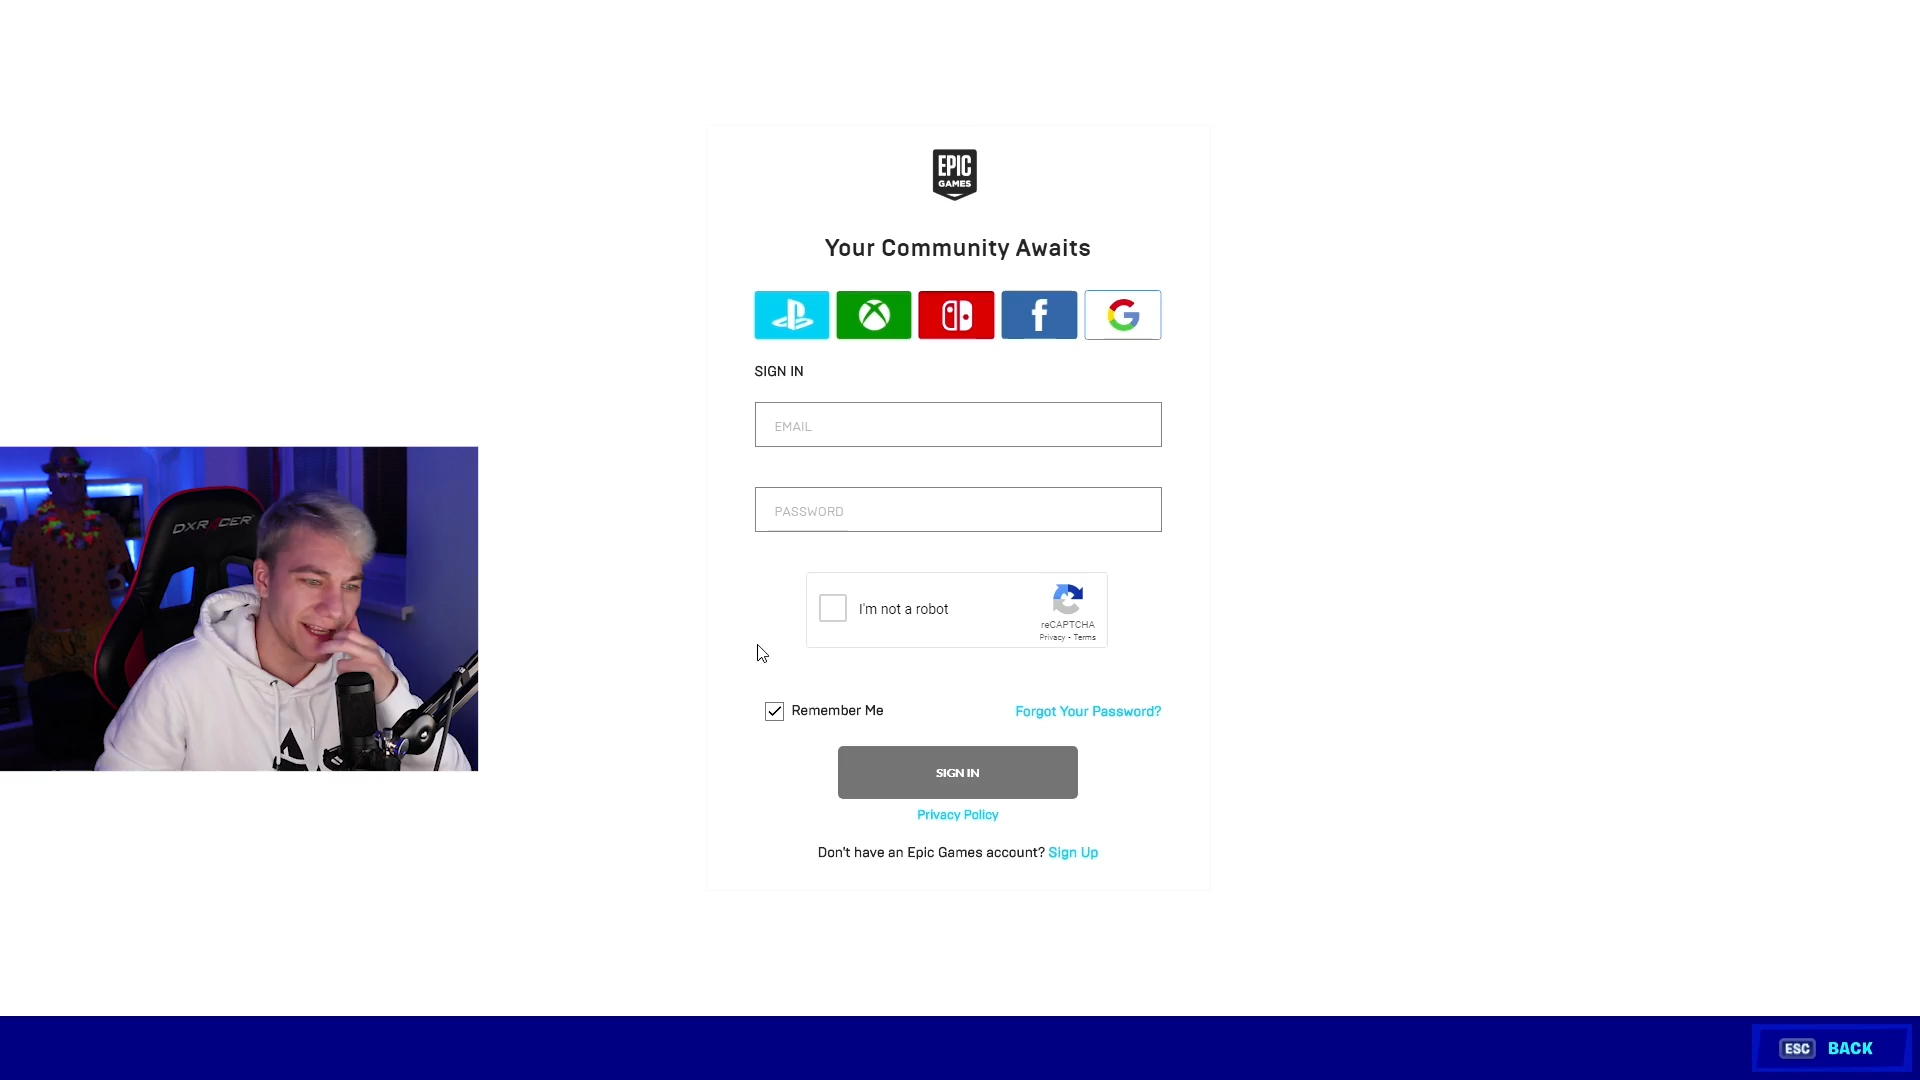 EPIC
GAMES
Your Community Awaits
SIGN IN
EMAIL
PASSWORD
I'm not a robot
reCAPTCHA
Privacy - Terms
Remember Me
Forgot Your Password?
SIGN IN
Privacy Policy
Don't have an Epic Games account? Sign Up
DXRACER
ESC BACK